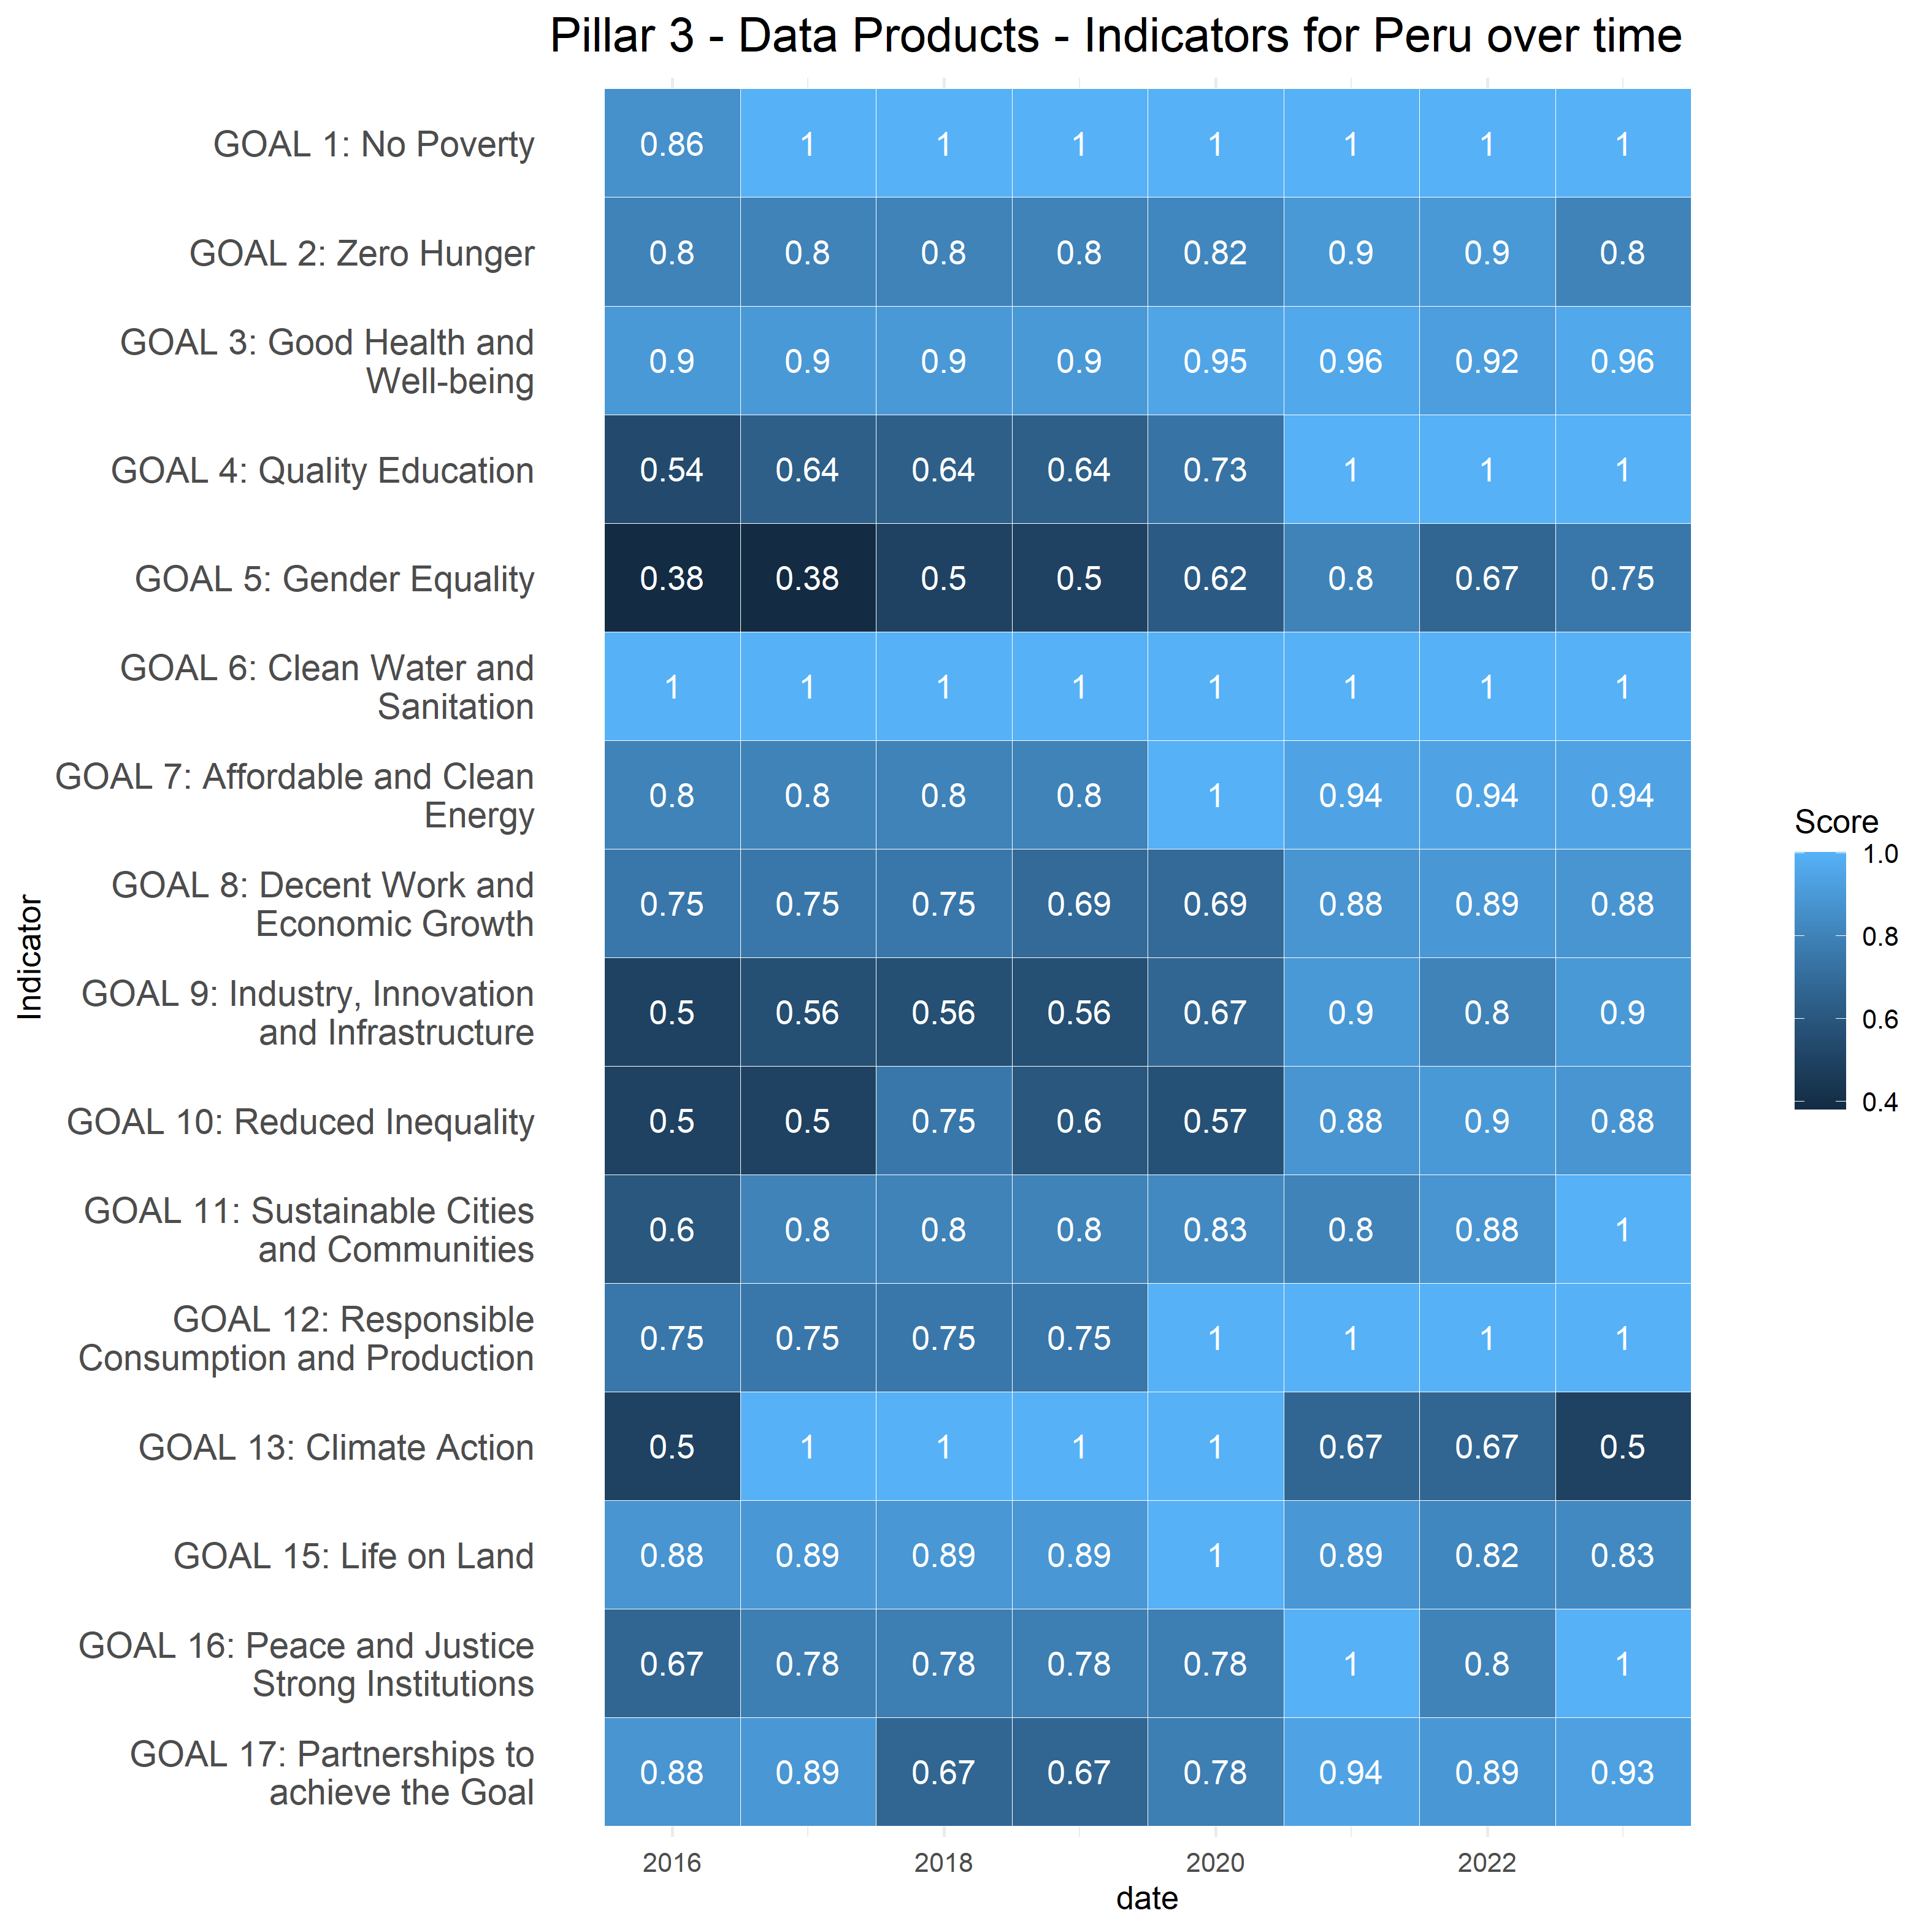 Pillar 3 - Data Products - Indicators for Peru over time
GOAL 1: No Poverty
0.86 1 1 1 1 1 1 1
GOAL 2: Zero Hunger
0.8 0.8 0.8 0.8 0.82 0.9 0.9 0.8
GOAL 3: Good Health and
Well-being
0.9 0.9 0.9 0.9 0.95 0.96 0.92 0.96
GOAL 4: Quality Education
0.54 0.64 0.64 0.64 0.73 1 1 1
GOAL 5: Gender Equality
0.38 0.38 0.5 0.5 0.62 0.8 0.67 0.75
GOAL 6: Clean Water and
Sanitation
1 1 1 1 1 1 1 1
GOAL 7: Affordable and Clean
Energy
0.8 0.8 0.8 0.8 1 0.94 0.94 0.94
GOAL 8: Decent Work and
Economic Growth
0.75 0.75 0.75 0.69 0.69 0.88 0.89 0.88
GOAL 9: Industry, Innovation
and Infrastructure
0.5 0.56 0.56 0.56 0.67 0.9 0.8 0.9
GOAL 10: Reduced Inequality
0.5 0.5 0.75 0.6 0.57 0.88 0.9 0.88
GOAL 11: Sustainable Cities
and Communities
0.6 0.8 0.8 0.8 0.83 0.8 0.88 1
GOAL 12: Responsible
Consumption and Production
0.75 0.75 0.75 0.75 1 1 1 1
GOAL 13: Climate Action
0.5 1 1 1 1 0.67 0.67 0.5
GOAL 15: Life on Land
0.88 0.89 0.89 0.89 1 0.89 0.82 0.83
GOAL 16: Peace and Justice
Strong Institutions
0.67 0.78 0.78 0.78 0.78 1 0.8 1
GOAL 17: Partnerships to
achieve the Goal
0.88 0.89 0.67 0.67 0.78 0.94 0.89 0.93
2016 2018 2020 2022
date
Indicator
Score
1.0
0.8
0.6
0.4